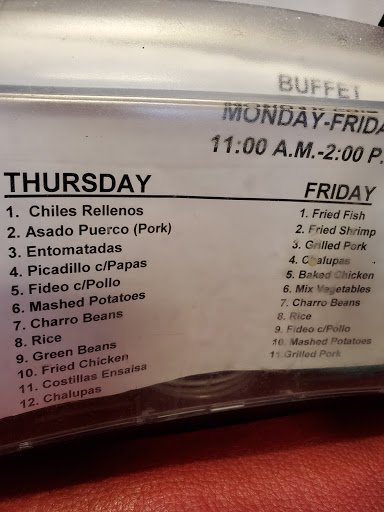 BUFFET
MONDAY-FRIDA
11:00 A.M.-2:00 P.
THURSDAY
1. Chiles Rellenos
2. Asado Puerco (Pork)
3. Entomatadas
4. Picadillo c/Papas
5. Fideo c/Pollo
6. Mashed Potatoes
7. Charro Beans
8. Rice
9. Green Beans
10. Fried Chicken
11. Costillas Ensaisa
12. Chalupas
FRIDAY
1. Fried Fish
2. Fried Shrimp
3. Grilled Pork
4. Chalupas
5. Baked Chicken
6. Mix Vegetables
7. Charro Beans
8. Rice
9. Fideo c/Pollo
10. Mashed Potatoes
11. Grilled Pork